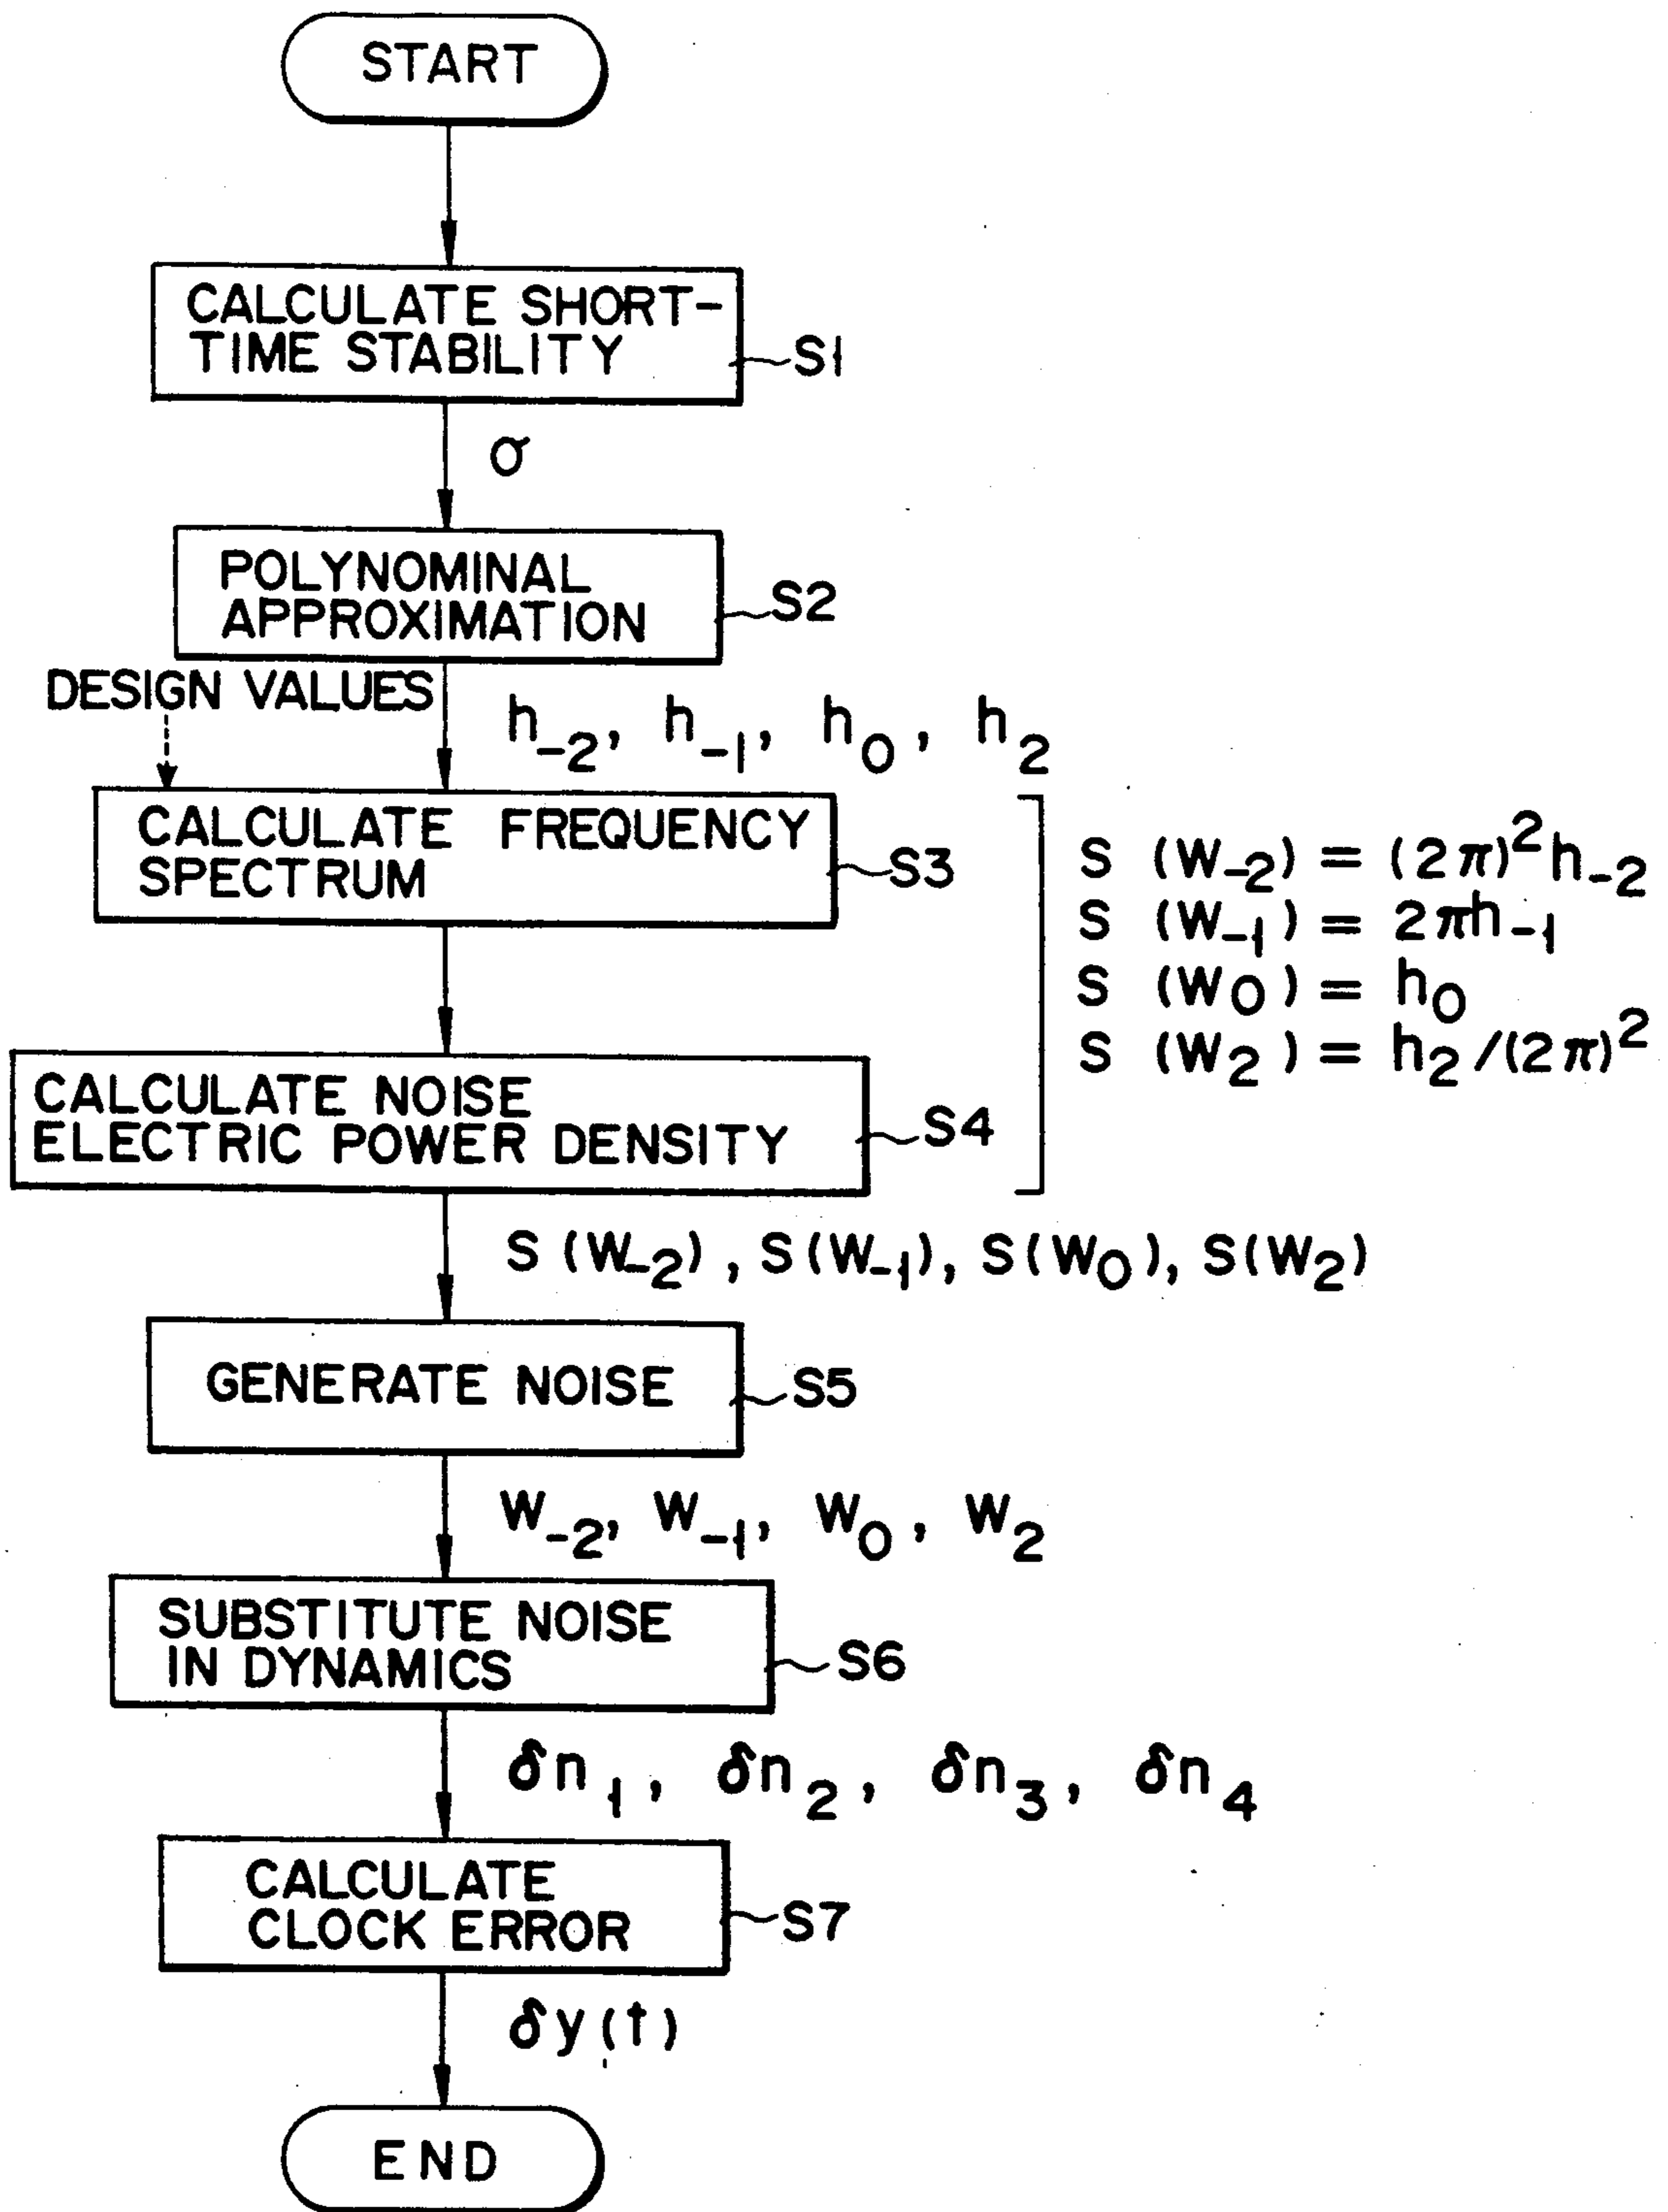 START
CALCULATE SHORT-
TIME STABILITY
S1
σ
POLYNOMINAL
APPROXIMATION
S2
DESIGN VALUES
h₋₂, h₋₁, h₀, h₂
CALCULATE FREQUENCY
SPECTRUM
S3
S (W₋₂) = (2π)²h₋₂
S (W₋₁) = 2πh₋₁
S (W₀) = h₀
S (W₂) = h₂/(2π)²
CALCULATE NOISE
ELECTRIC POWER DENSITY
S4
S (W₋₂), S(W₋₁), S(W₀), S(W₂)
GENERATE NOISE
S5
W₋₂, W₋₁, W₀, W₂
SUBSTITUTE NOISE
IN DYNAMICS
S6
δn₁, δn₂, δn₃, δn₄
CALCULATE
CLOCK ERROR
S7
δy(t)
END